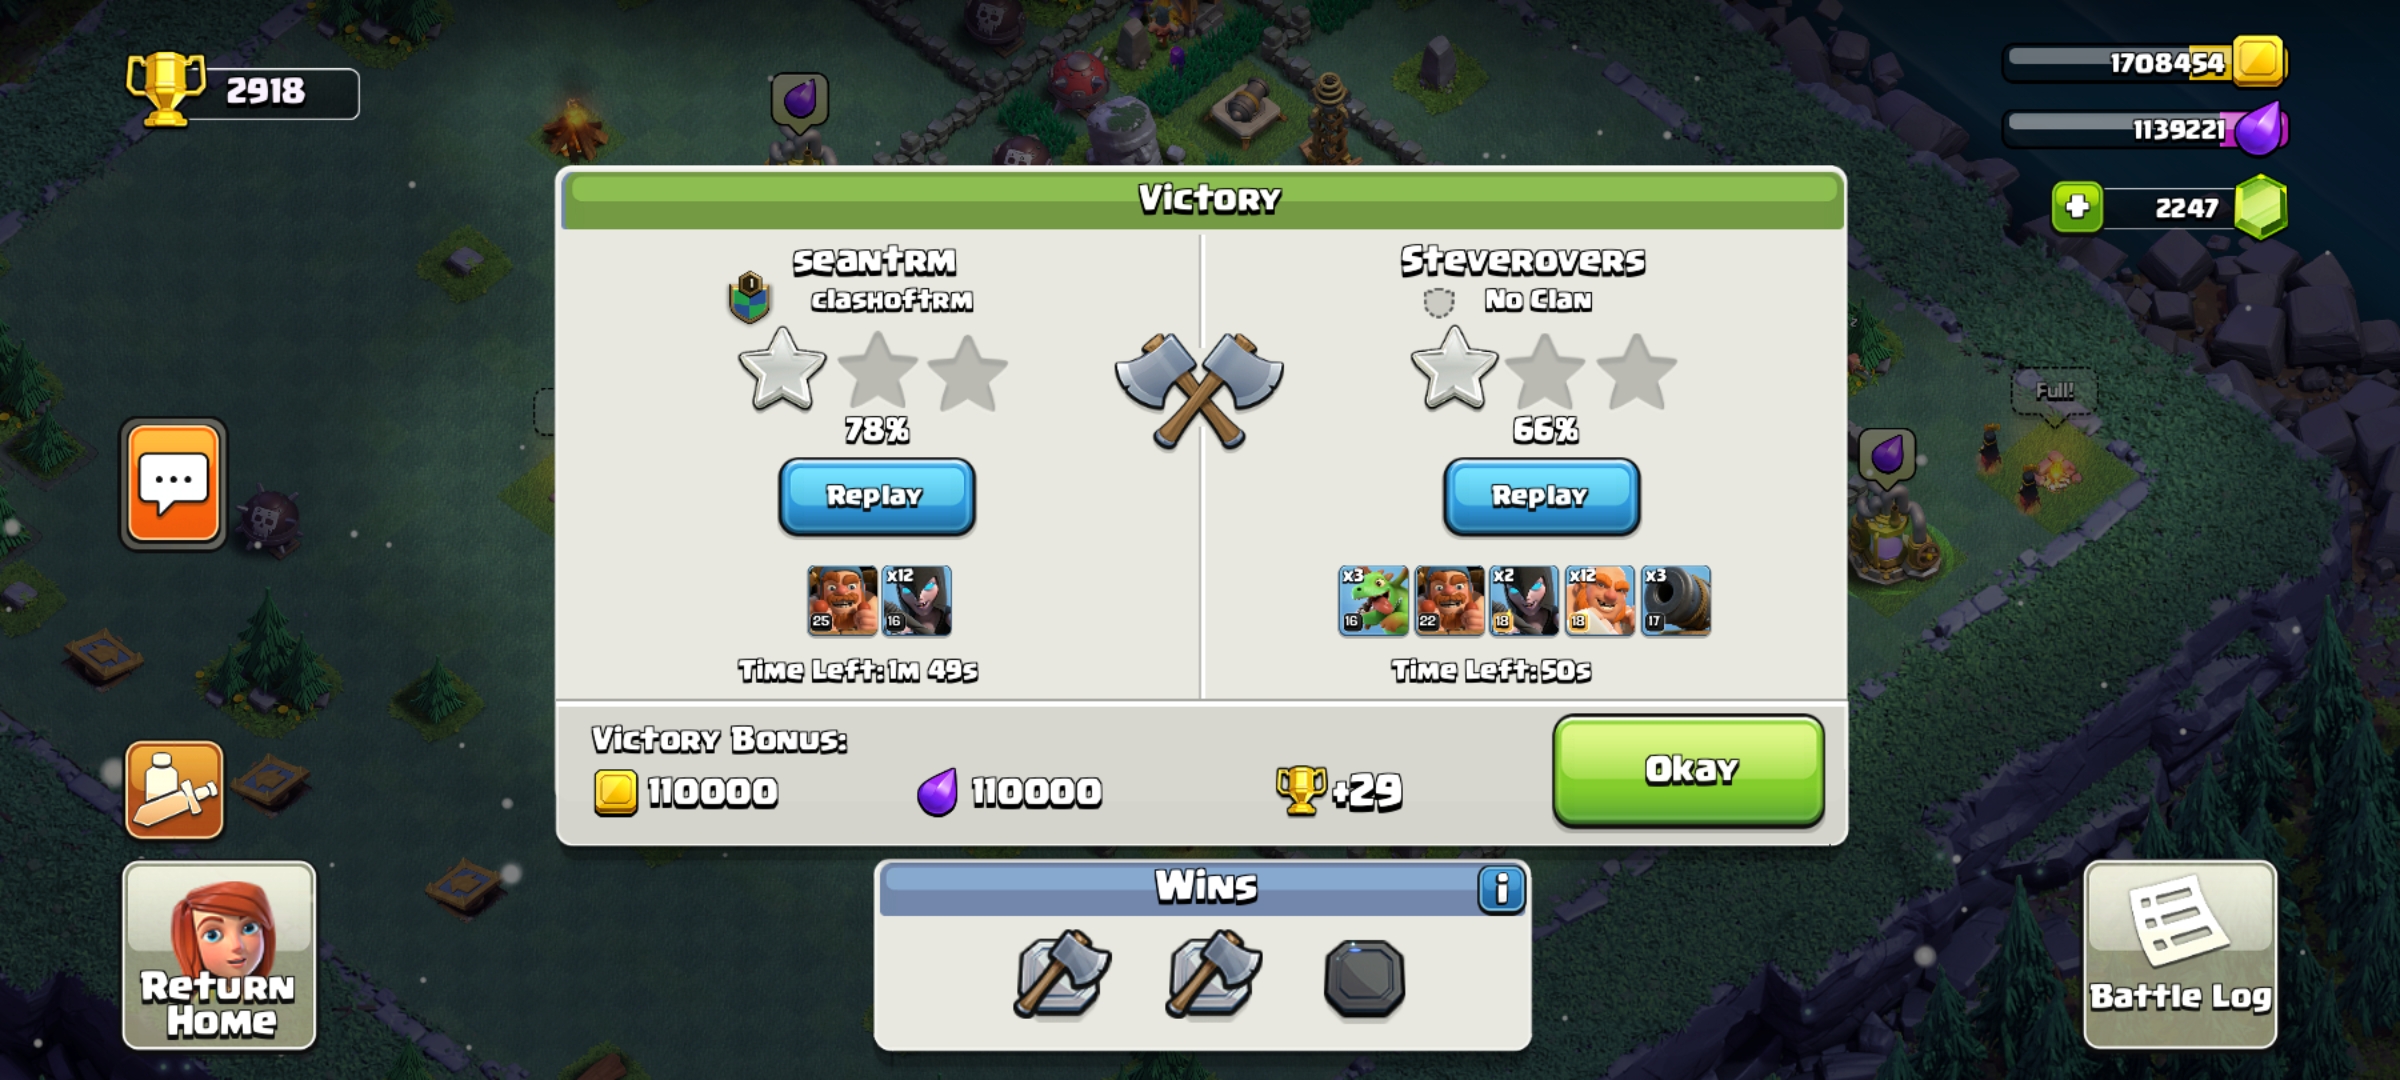 2918
1708454
1139221
2247
Victory
seantrm
clashoftrm
1
78%
Replay
25
x12
16
Time Left: 1m 49s
Steverovers
No Clan
66%
Replay
x3
16
22
x2
18
x12
18
x3
17
Time Left: 50s
Full!
Victory Bonus:
110000
110000
+29
Okay
Wins
i
Return
Home
Battle Log